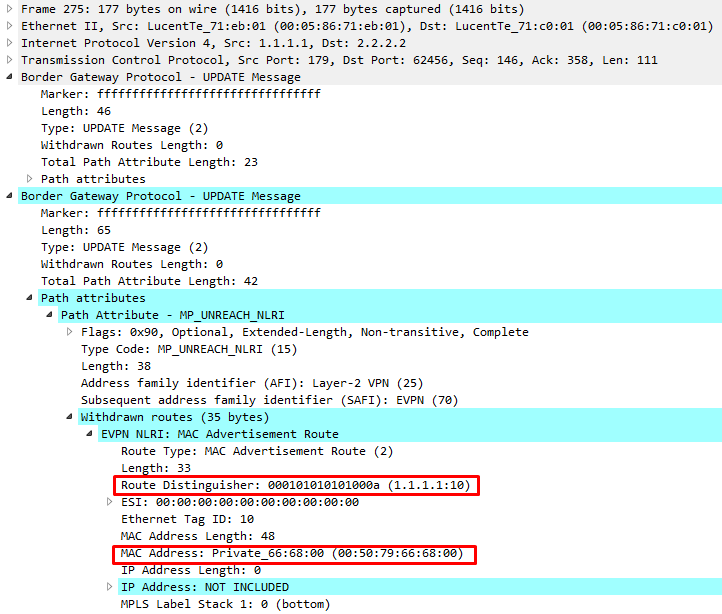 Frame 275: 177 bytes on wire (1416 bits), 177 bytes captured (1416 bits)
Ethernet II, Src: LucentTe_71:eb:01 (00:05:86:71:eb:01), Dst: LucentTe_71:c0:01 (00:05:86:71:c0:01)
Internet Protocol Version 4, Src: 1.1.1.1, Dst: 2.2.2.2
Transmission Control Protocol, Src Port: 179, Dst Port: 62456, Seq: 146, Ack: 358, Len: 111
Border Gateway Protocol - UPDATE Message
Marker: ffffffffffffffffffffffffffffffff
Length: 46
Type: UPDATE Message (2)
Withdrawn Routes Length: 0
Total Path Attribute Length: 23
Path attributes
Border Gateway Protocol - UPDATE Message
Marker: ffffffffffffffffffffffffffffffff
Length: 65
Type: UPDATE Message (2)
Withdrawn Routes Length: 0
Total Path Attribute Length: 42
Path attributes
Path Attribute - MP_UNREACH_NLRI
Flags: 0x90, Optional, Extended-Length, Non-transitive, Complete
Type Code: MP_UNREACH_NLRI (15)
Length: 38
Address family identifier (AFI): Layer-2 VPN (25)
Subsequent address family identifier (SAFI): EVPN (70)
Withdrawn routes (35 bytes)
EVPN NLRI: MAC Advertisement Route
Route Type: MAC Advertisement Route (2)
Length: 33
Route Distinguisher: 000101010101000a (1.1.1.1:10)
ESI: 00:00:00:00:00:00:00:00:00:00
Ethernet Tag ID: 10
MAC Address Length: 48
MAC Address: Private_66:68:00 (00:50:79:66:68:00)
IP Address Length: 0
IP Address: NOT INCLUDED
MPLS Label Stack 1: 0 (bottom)